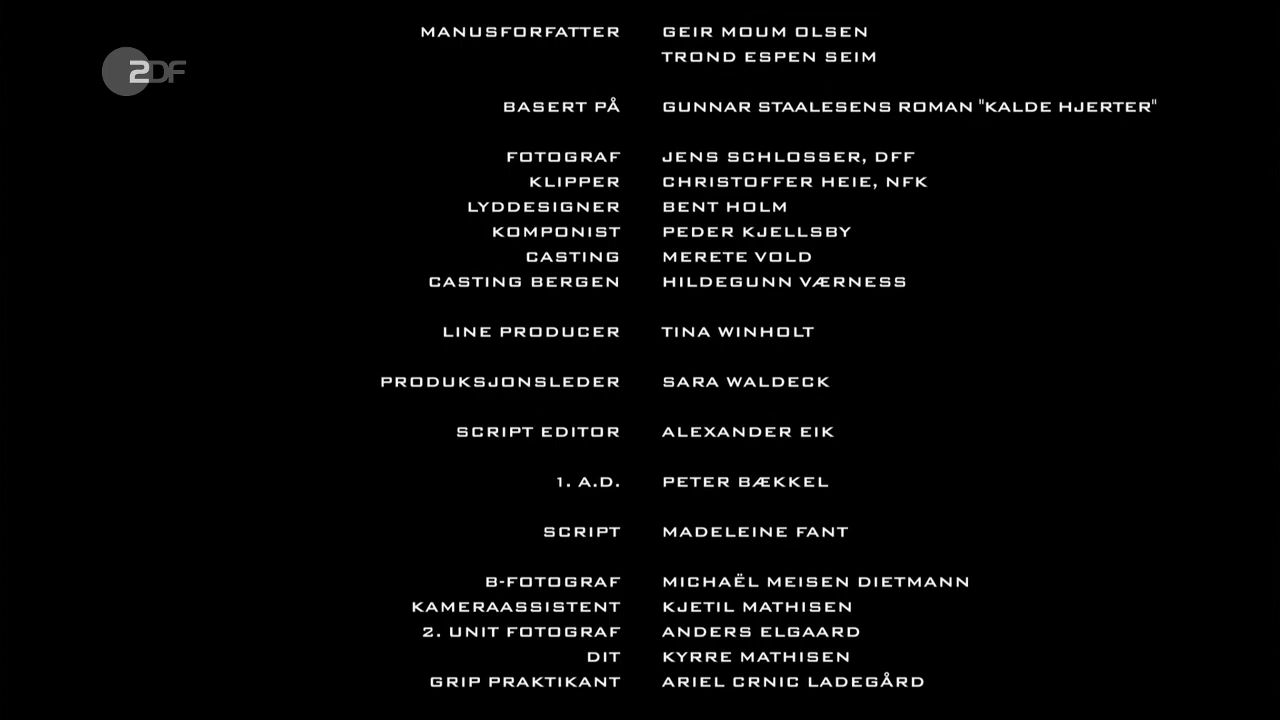 ZDF
MANUSFORFATTER GEIR MOUM OLSEN
TROND ESPEN SEIM
BASERT PÅ GUNNAR STAALESENS ROMAN "KALDE HJERTER"
FOTOGRAF JENS SCHLOSSER, DFF
KLIPPER CHRISTOFFER HEIE, NFK
LYDDESIGNER BENT HOLM
KOMPONIST PEDER KJELLSBY
CASTING MERETE VOLD
CASTING BERGEN HILDEGUNN VÆRNESS
LINE PRODUCER TINA WINHOLT
PRODUKSJONSLEDER SARA WALDECK
SCRIPT EDITOR ALEXANDER EIK
1. A.D. PETER BÆKKEL
SCRIPT MADELEINE FANT
B-FOTOGRAF MICHAËL MEISEN DIETMANN
KAMERAASSISTENT KJETIL MATHISEN
2. UNIT FOTOGRAF ANDERS ELGAARD
DIT KYRRE MATHISEN
GRIP PRAKTIKANT ARIEL CRNIC LADEGÅRD